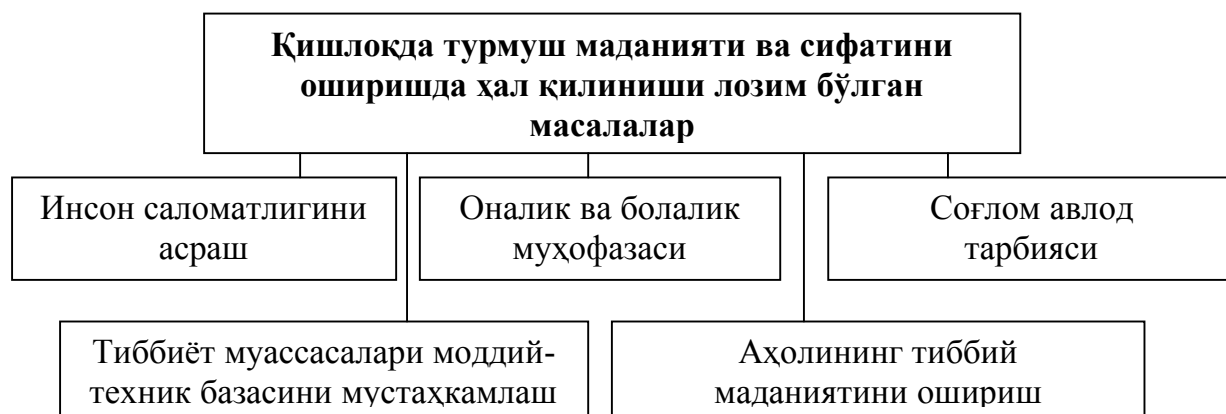 Қишлоқда турмуш маданияти ва сифатини
оширишда ҳал қилиниши лозим бўлган
масалалар
Инсон саломатлигини
асраш
Оналик ва болалик
муҳофазаси
Соғлом авлод
тарбияси
Тиббиёт муассасалари моддий-
техник базасини мустаҳкамлаш
Аҳолининг тиббий
маданиятини ошириш